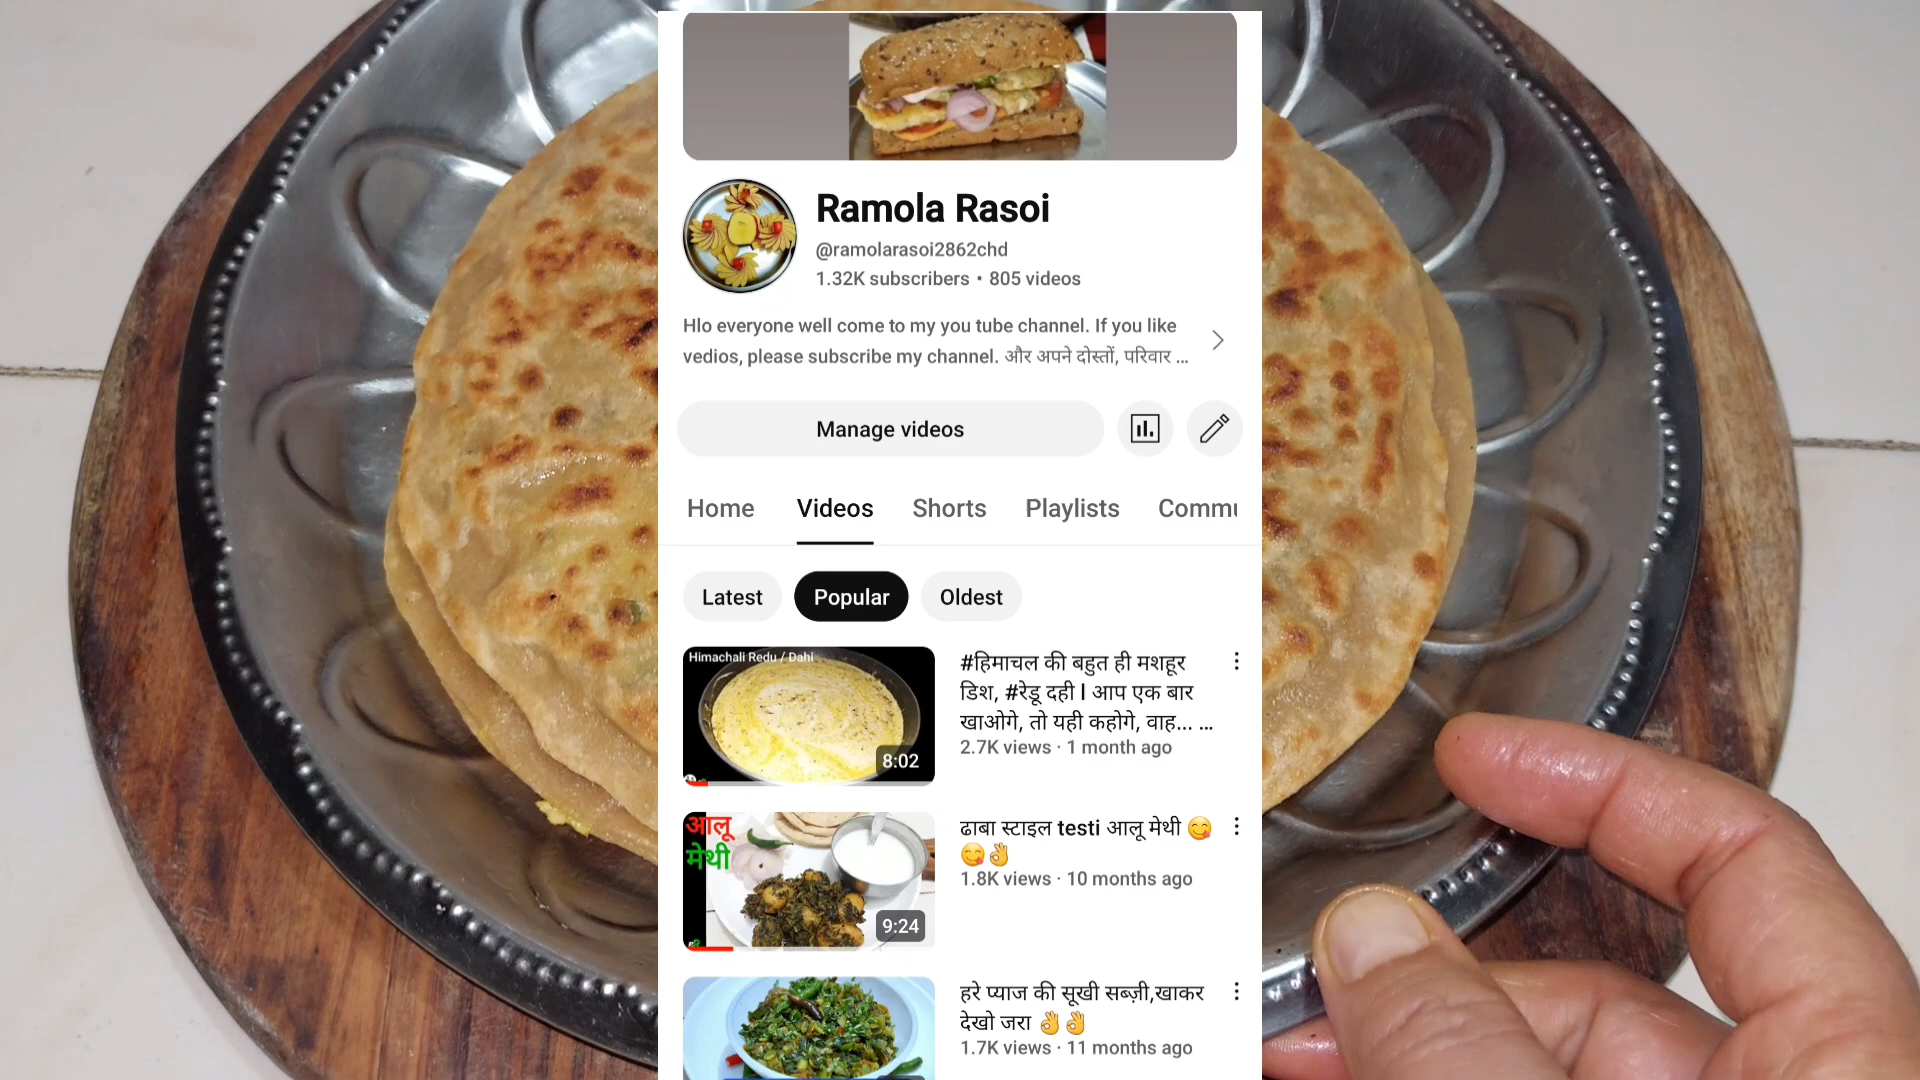 Ramola Rasoi
@ramolarasoi2862chd
1.32K subscribers • 805 videos
Hlo everyone well come to my you tube channel. If you like
vedios, please subscribe my channel. और अपने दोस्तों, परिवार ...
Manage videos
Home Videos Shorts Playlists Commu
Latest Popular Oldest
Himachali Redu / Dahi
8:02
#हिमाचल की बहुत ही मशहूर
डिश, #रेडू दही l आप एक बार
खाओगे, तो यही कहोगे, वाह... ...
2.7K views · 1 month ago
आलू
मेथी
9:24
ढाबा स्टाइल testi आलू मेथी 😋
😋👌
1.8K views · 10 months ago
हरे प्याज की सूखी सब्ज़ी,खाकर
देखो जरा 👌👌
1.7K views · 11 months ago